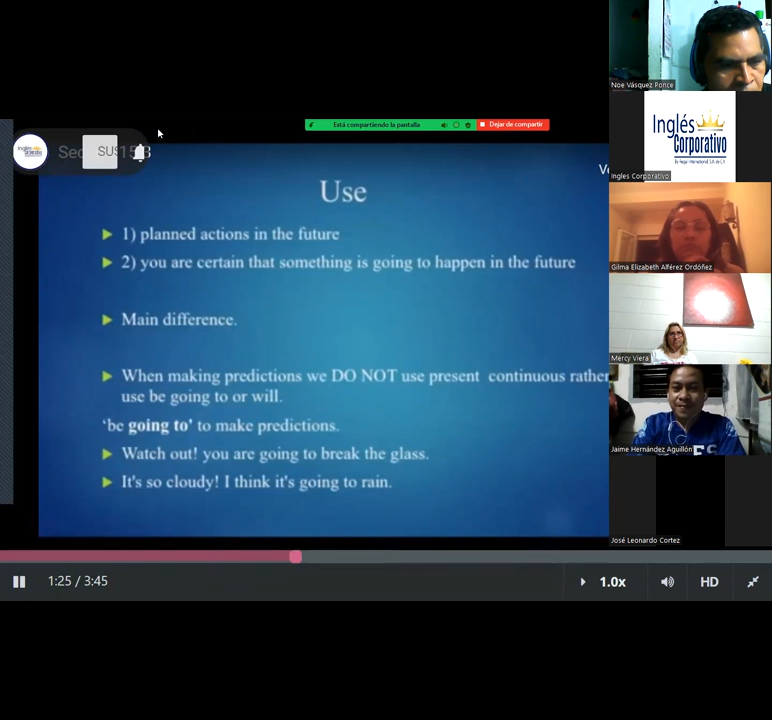 Está compartiendo la pantalla
Dejar de compartir
Use
1) planned actions in the future
2) you are certain that something is going to happen in the future
Main difference.
When making predictions we DO NOT use present continuous rather
use be going to or will.
‘be going to' to make predictions.
Watch out! you are going to break the glass.
It's so cloudy! I think it's going to rain.
1:25 / 3:45
1.0x
HD
Noe Vásquez Ponce
Inglés
Corporativo
Ingles Corporativo
Gilma Elizabeth Alférez Ordóñez
Mercy Viera
Jaime Hernández Aguillón
José Leonardo Cortez